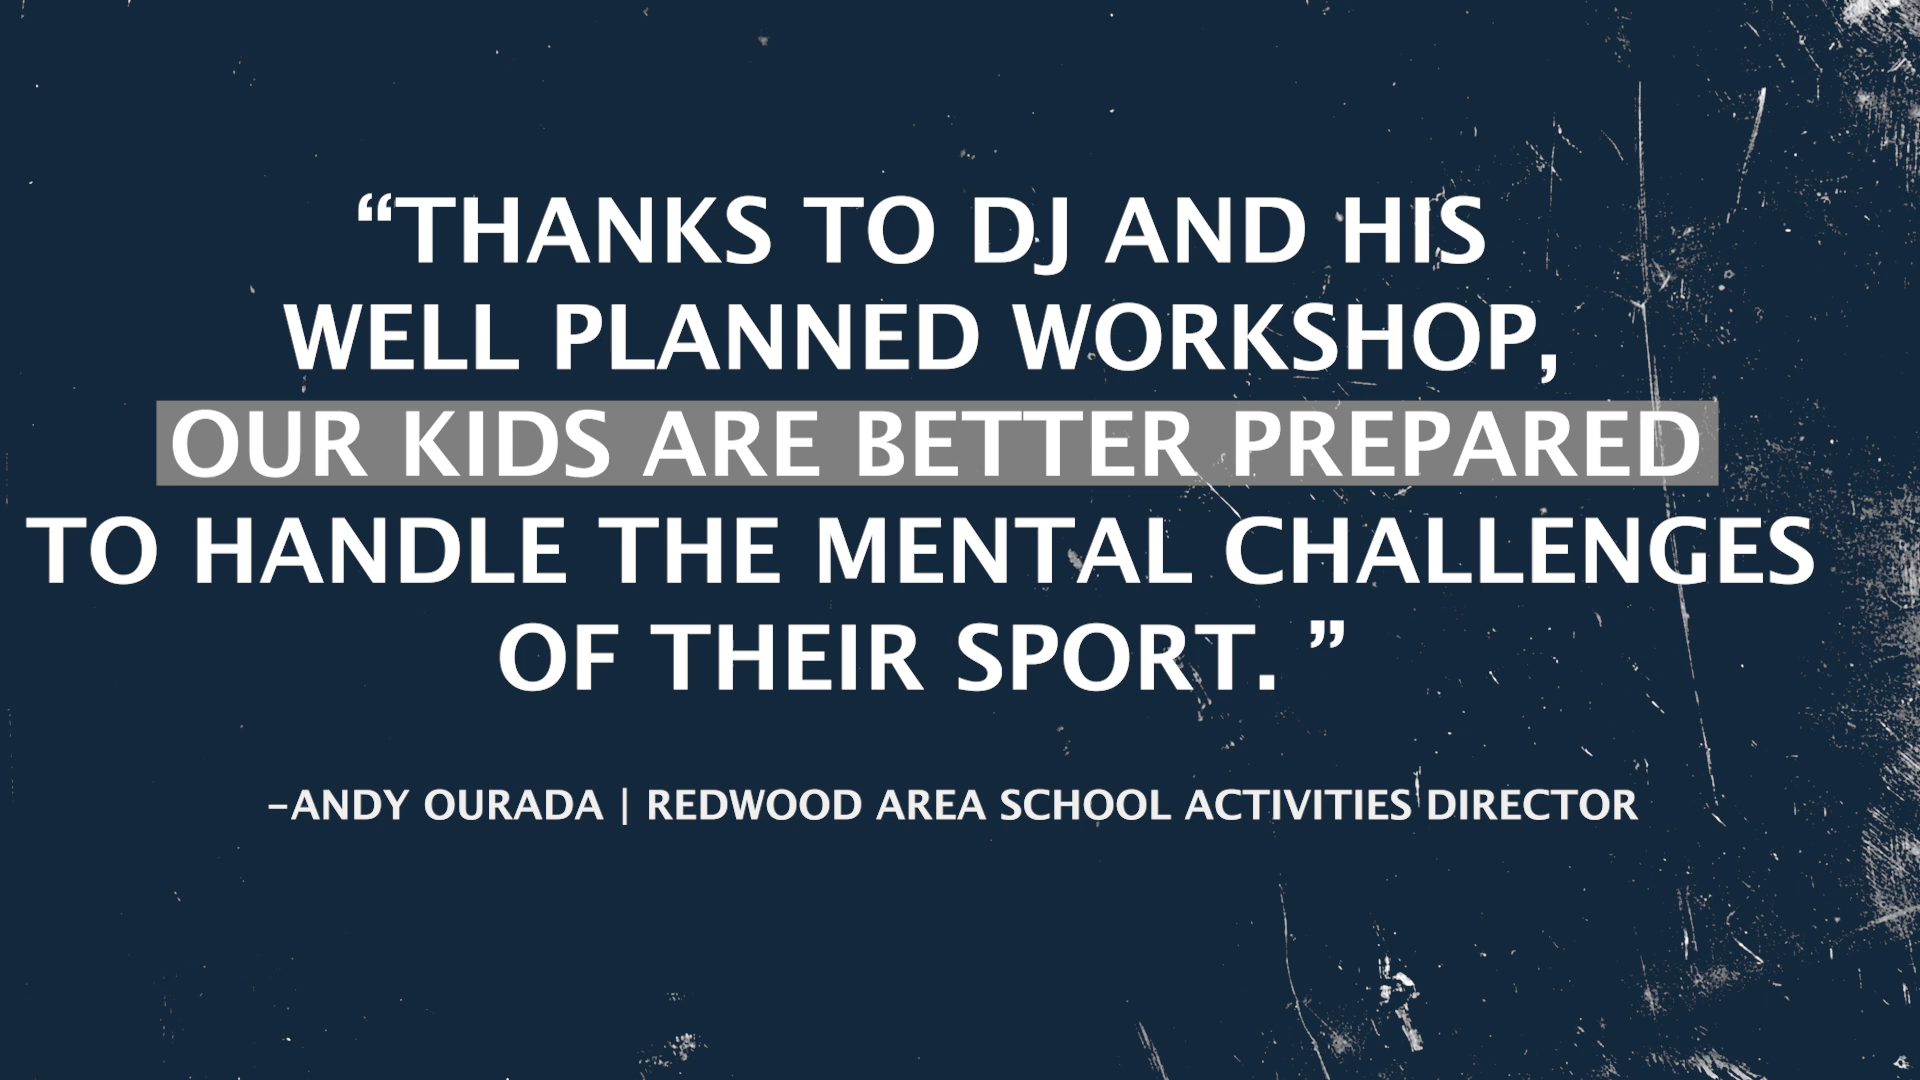 “THANKS TO DJ AND HIS
WELL PLANNED WORKSHOP,
OUR KIDS ARE BETTER PREPARED
TO HANDLE THE MENTAL CHALLENGES
OF THEIR SPORT. ”
–ANDY OURADA | REDWOOD AREA SCHOOL ACTIVITIES DIRECTOR